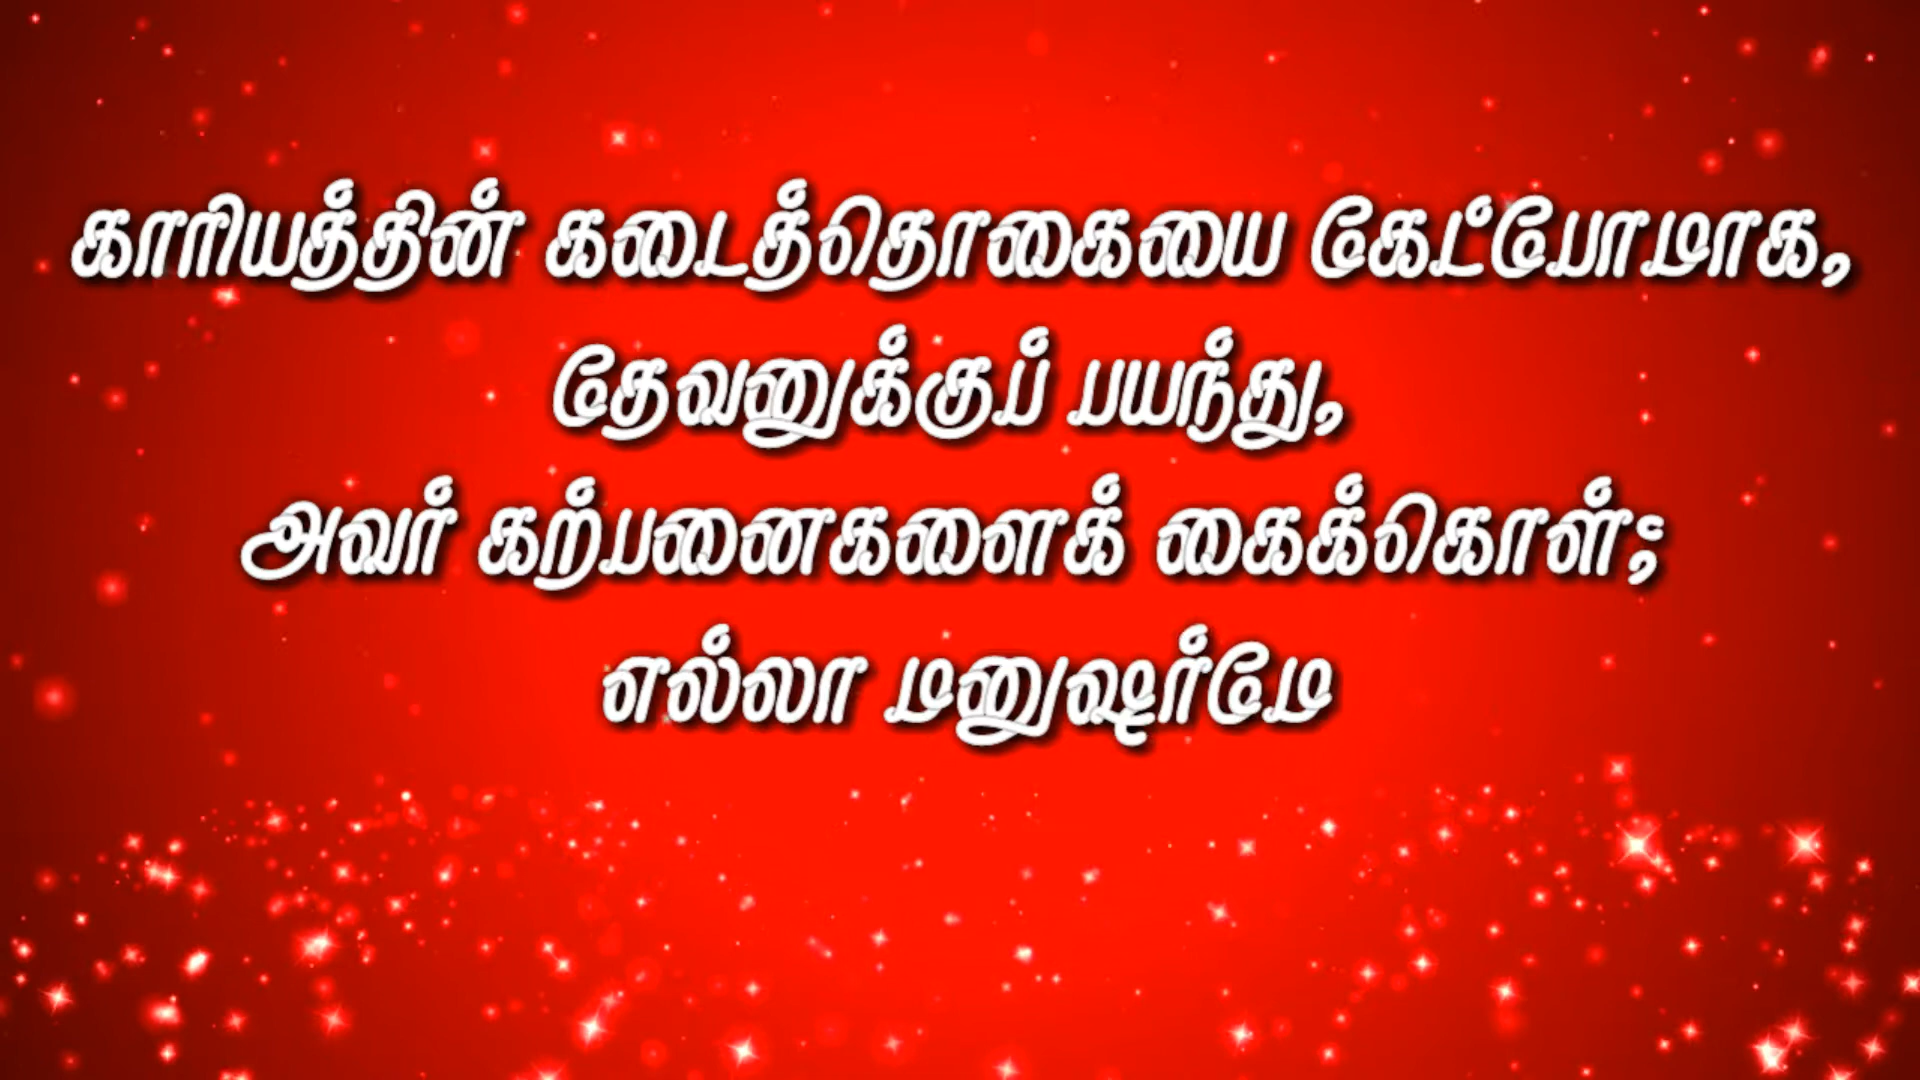 காரியத்தின் கடைத்தொகையை கேட்போமாக,
தேவனுக்குப் பயந்து,
அவர் கற்பனைகளைக் கைக்கொள்;
எல்லா மனுஷர்மே